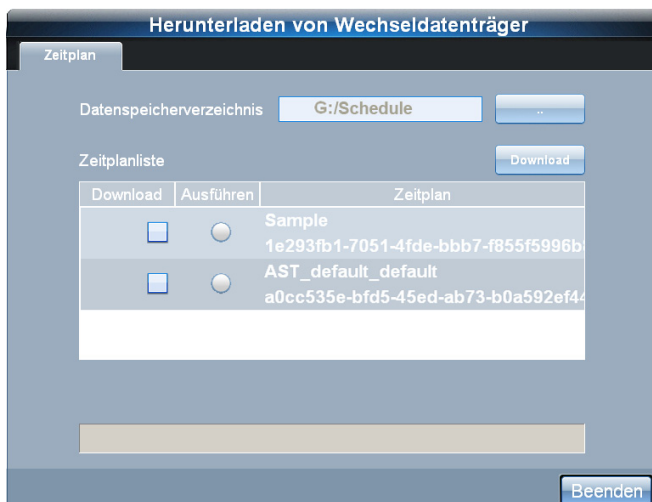 Herunterladen von Wechseldatenträger
Zeitplan
Datenspeicherverzeichnis G:/Schedule ..
Zeitplanliste Download
Download Ausführen Zeitplan
Sample
1e293fb1-7051-4fde-bbb7-f855f5996b
AST_default_default
a0cc535e-bfd5-45ed-ab73-b0a592ef44
Beenden